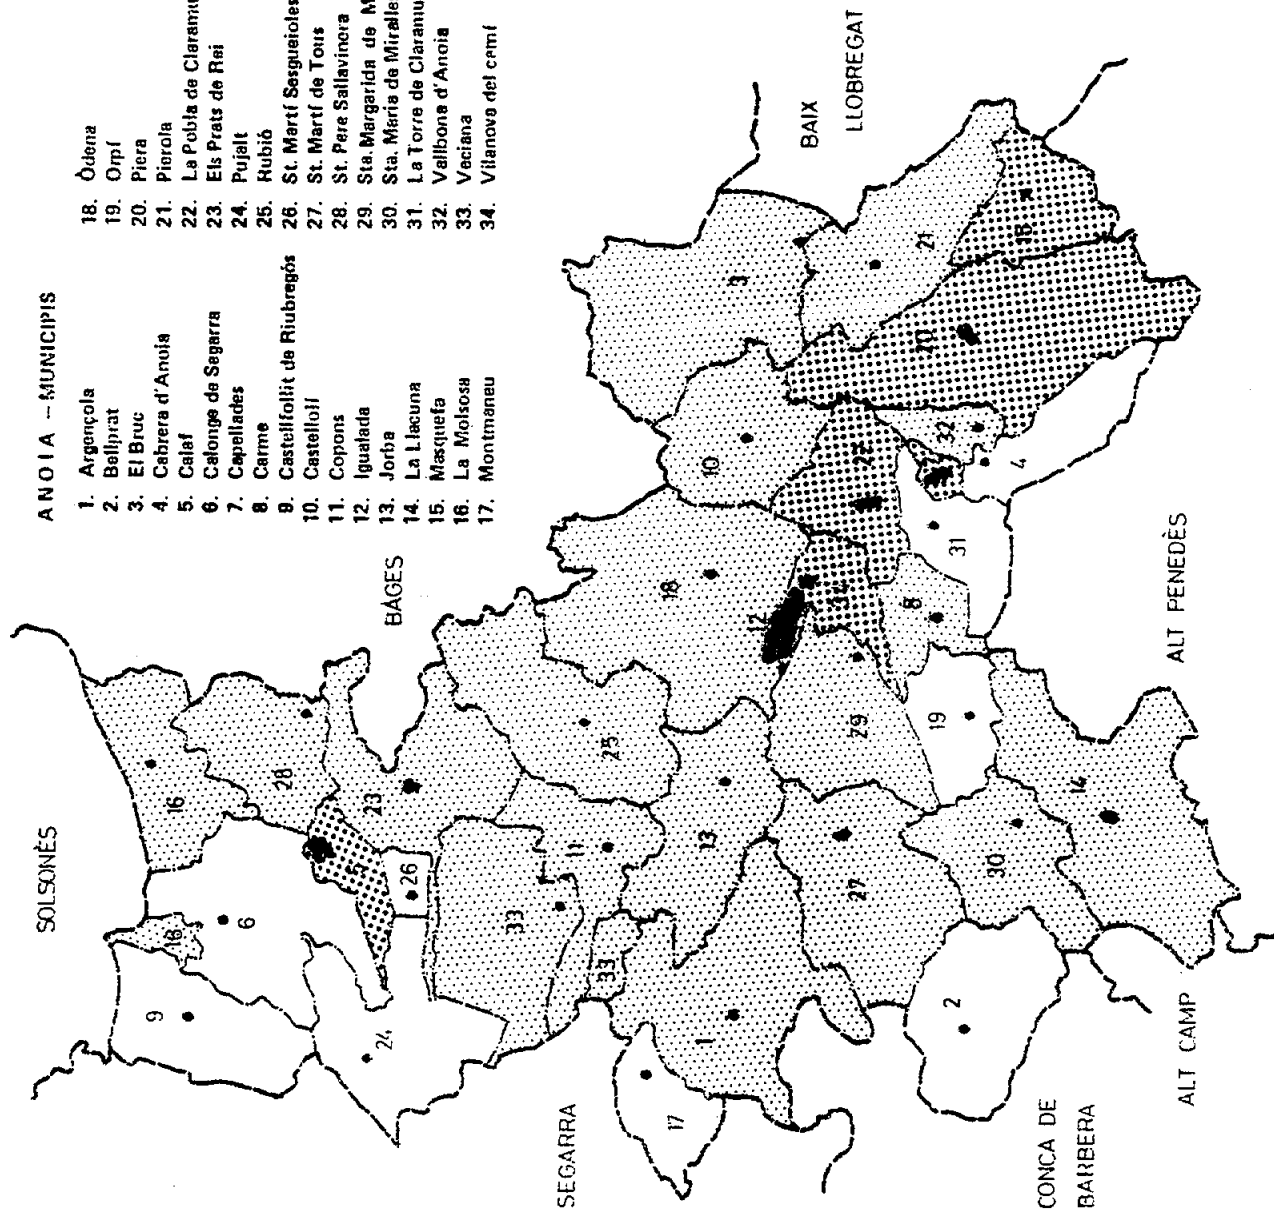 ANOIA – MUNICIPIS
1. Argençola
2. Bellprat
3. El Bruc
4. Cabrera d'Anoia
5. Calaf
6. Calonge de Segarra
7. Capellades
8. Carme
9. Castellfollit de Riubregós
10. Castellolí
11. Copons
12. Igualada
13. Jorba
14. La Llacuna
15. Masquefa
16. La Molsosa
17. Montmaneu
18. Òdena
19. Orpí
20. Piera
21. Pierola
22. La Pobla de Claramu
23. Els Prats de Rei
24. Pujalt
25. Rubió
26. St. Martí Sesgueioles
27. St. Martí de Tous
28. St. Pere Sallavinera
29. Sta. Margarida de M
30. Sta. Maria de Miralle
31. La Torre de Claramu
32. Vallbona d'Anoia
33. Veciana
34. Vilanova del camí
SOLSONÈS
BAGES
BAIX
LLOBREGAT
SEGARRA
CONCA DE
BARBERA
ALT CAMP
ALT PENEDÈS
9
16
6
16
28
24
5
23
26
33
11
25
33
17
1
13
18
12
10
3
27
29
34
22
21
2
30
19
8
31
32
20
15
14
4